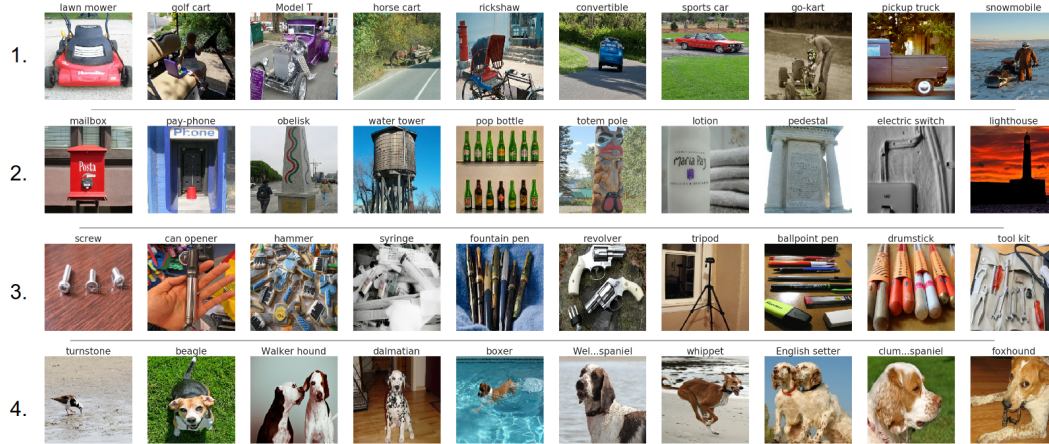 lawn mower golf cart Model T horse cart rickshaw convertible sports car go-kart pickup truck snowmobile
1.
mailbox pay-phone obelisk water tower pop bottle totem pole lotion pedestal electric switch lighthouse
2.
Posta
Phone
Maria Paz
screw can opener hammer syringe fountain pen revolver tripod ballpoint pen drumstick tool kit
3.
turnstone beagle Walker hound dalmatian boxer Wel...spaniel whippet English setter clum...spaniel foxhound
4.